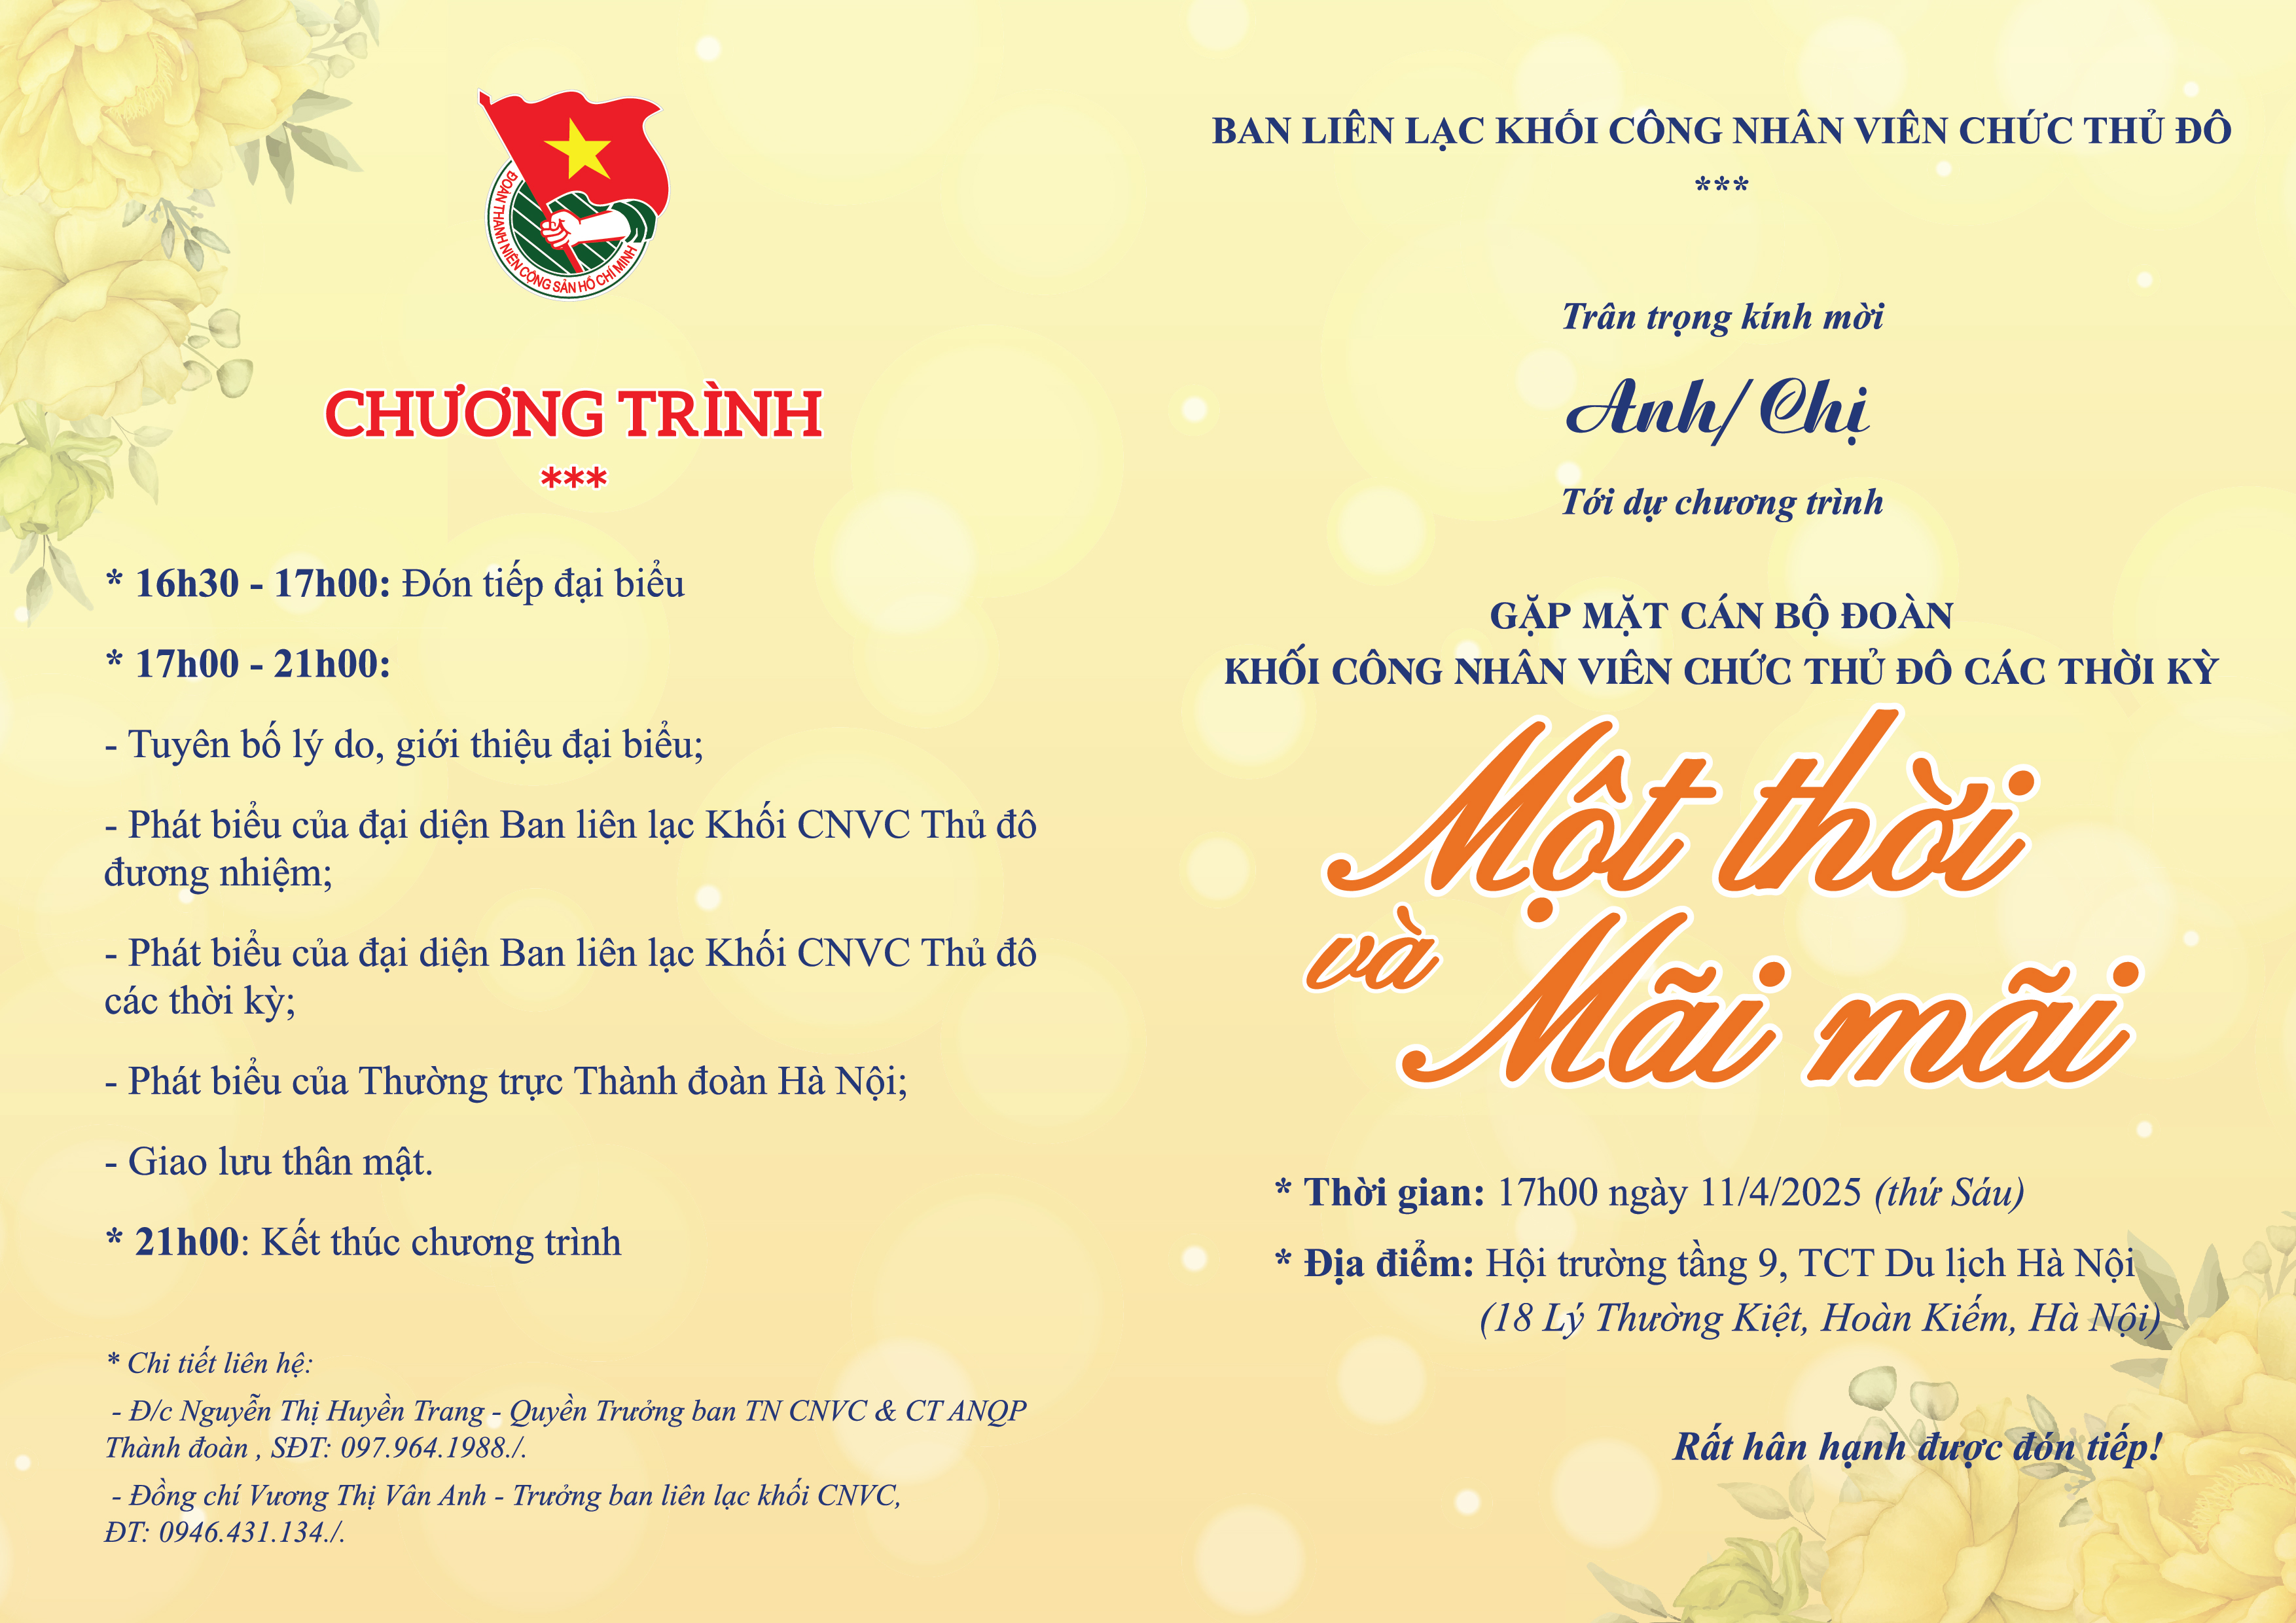 ĐOÀN THANH NIÊN CỘNG SẢN HỒ CHÍ MINH
CHƯƠNG TRÌNH
***
* 16h30 - 17h00: Đón tiếp đại biểu
* 17h00 - 21h00:
- Tuyên bố lý do, giới thiệu đại biểu;
- Phát biểu của đại diện Ban liên lạc Khối CNVC Thủ đô
đương nhiệm;
- Phát biểu của đại diện Ban liên lạc Khối CNVC Thủ đô
các thời kỳ;
- Phát biểu của Thường trực Thành đoàn Hà Nội;
- Giao lưu thân mật.
* 21h00: Kết thúc chương trình
* Chi tiết liên hệ:
- Đ/c Nguyễn Thị Huyền Trang - Quyền Trưởng ban TN CNVC & CT ANQP
Thành đoàn , SĐT: 097.964.1988./.
- Đồng chí Vương Thị Vân Anh - Trưởng ban liên lạc khối CNVC,
ĐT: 0946.431.134./.
BAN LIÊN LẠC KHỐI CÔNG NHÂN VIÊN CHỨC THỦ ĐÔ
***
Trân trọng kính mời
Anh/ Chị
Tới dự chương trình
GẶP MẶT CÁN BỘ ĐOÀN
KHỐI CÔNG NHÂN VIÊN CHỨC THỦ ĐÔ CÁC THỜI KỲ
Một thời
và Mãi mãi
* Thời gian: 17h00 ngày 11/4/2025 (thứ Sáu)
* Địa điểm: Hội trường tầng 9, TCT Du lịch Hà Nội
(18 Lý Thường Kiệt, Hoàn Kiếm, Hà Nội)
Rất hân hạnh được đón tiếp!